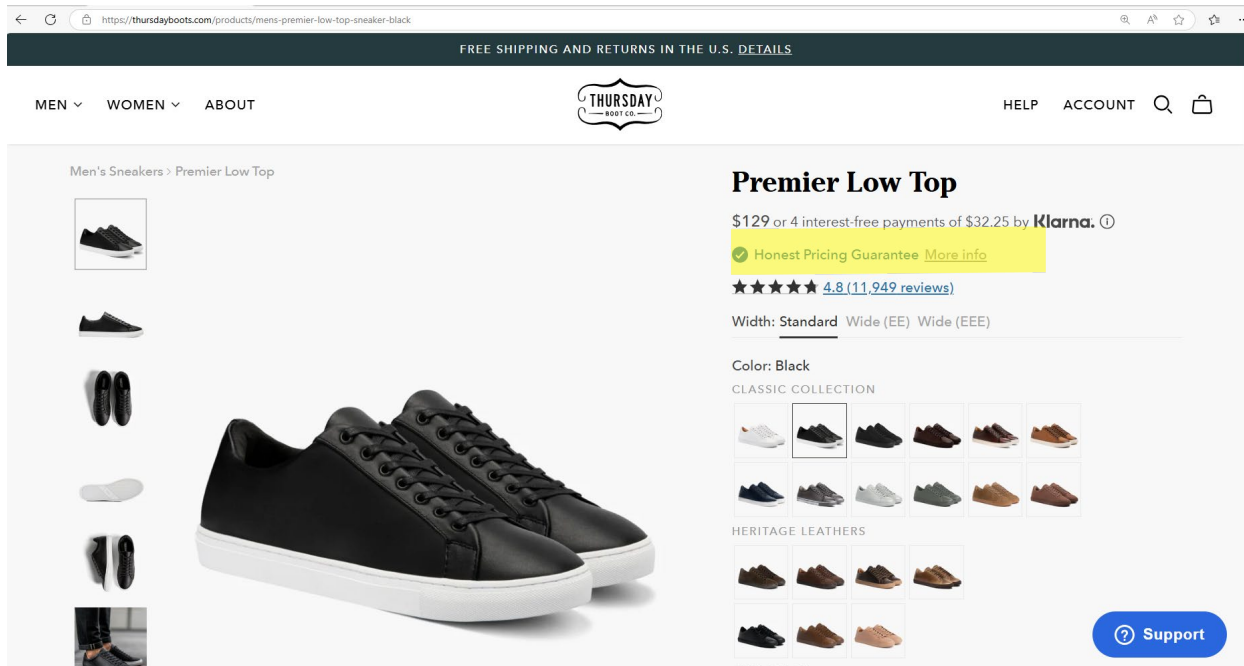 https://thursdayboots.com/products/mens-premier-low-top-sneaker-black
FREE SHIPPING AND RETURNS IN THE U.S. DETAILS
MEN WOMEN ABOUT
THURSDAY
BOOT CO.
HELP ACCOUNT
Men's Sneakers > Premier Low Top
Premier Low Top
$129 or 4 interest-free payments of $32.25 by Klarna.
Honest Pricing Guarantee More info
4.8 (11,949 reviews)
Width: Standard Wide (EE) Wide (EEE)
Color: Black
CLASSIC COLLECTION
HERITAGE LEATHERS
Support